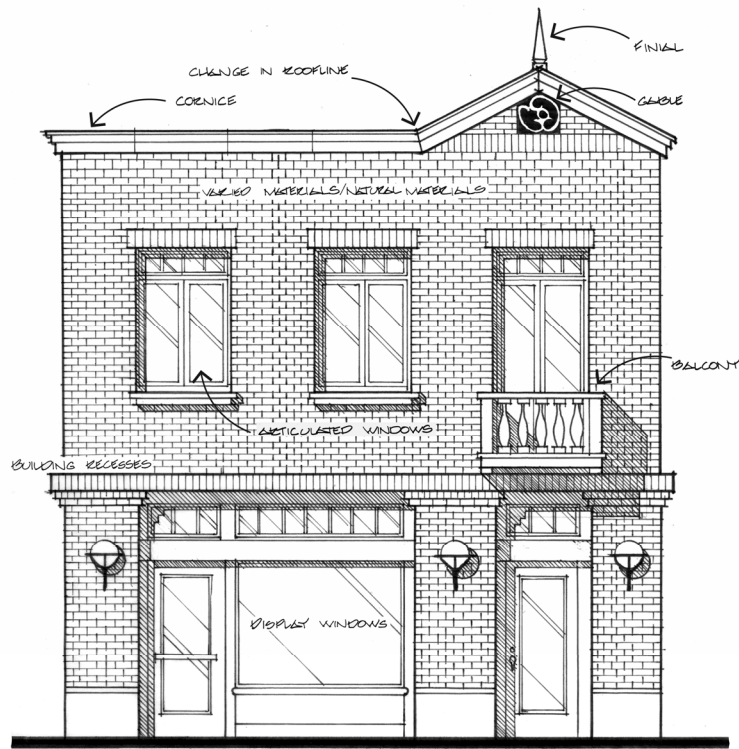 FINIAL
CHANGE IN ROOFLINE
CORNICE
GABLE
VARIED MATERIALS/NATURAL MATERIALS
BALCONY
ARTICULATED WINDOWS
BUILDING RECESSES
DISPLAY WINDOWS